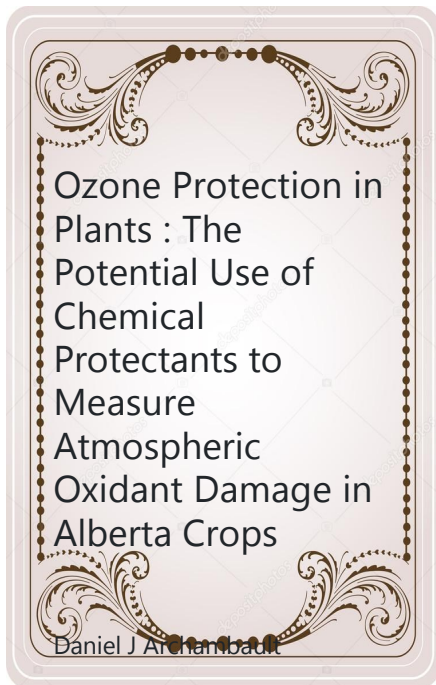 Ozone Protection in
Plants : The
Potential Use of
Chemical
Protectants to
Measure
Atmospheric
Oxidant Damage in
Alberta Crops
Daniel J Archambault